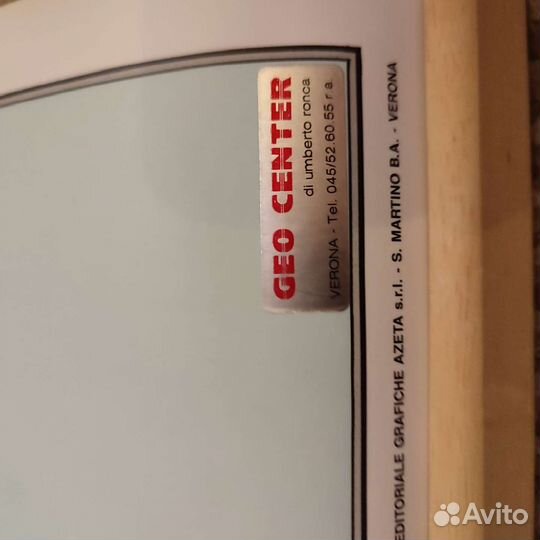 GEO CENTER
di umberto ronca
VERONA - Tel. 045/52.60.55 r.a.
EDITORIALE GRAFICHE AZETA s.r.l. - S. MARTINO B.A. - VERONA
Avito